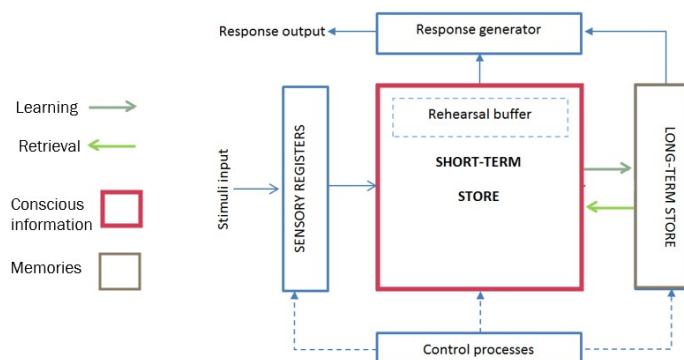 Response output
Response generator
Learning
Retrieval
Conscious
information
Memories
Stimuli input
SENSORY REGISTERS
Rehearsal buffer
SHORT-TERM
STORE
LONG-TERM STORE
Control processes